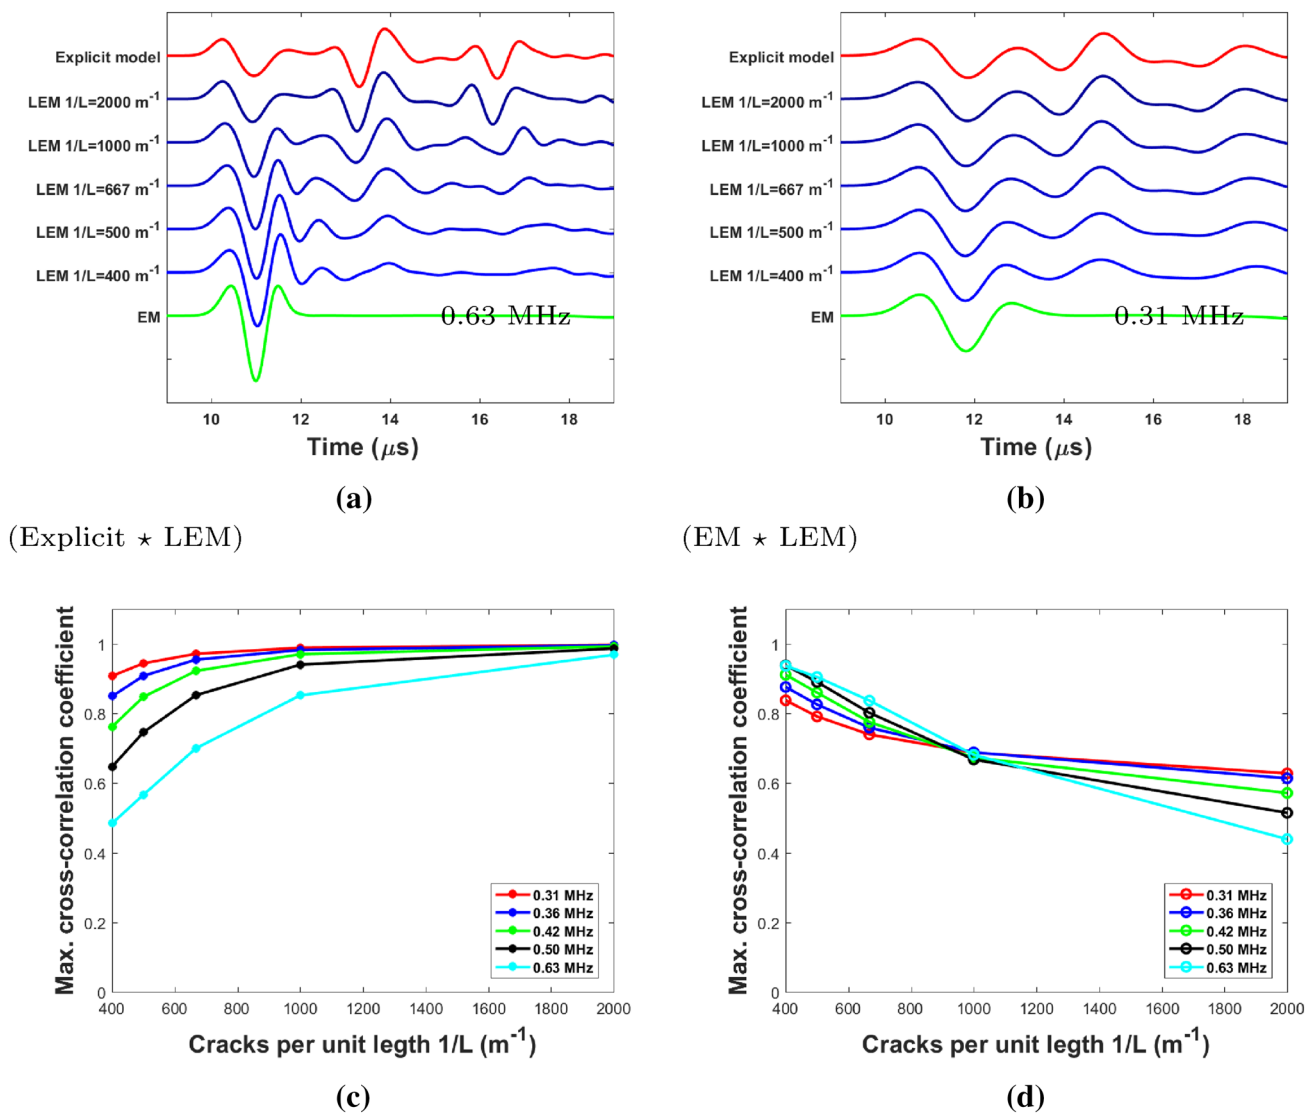 Explicit model
LEM 1/L=2000 m-1
LEM 1/L=1000 m-1
LEM 1/L=667 m-1
LEM 1/L=500 m-1
LEM 1/L=400 m-1
EM
0.63 MHz
10 12 14 16 18
Time (μs)
(a)
Explicit model
LEM 1/L=2000 m-1
LEM 1/L=1000 m-1
LEM 1/L=667 m-1
LEM 1/L=500 m-1
LEM 1/L=400 m-1
EM
0.31 MHz
10 12 14 16 18
Time (μs)
(b)
(Explicit ⋆ LEM)
Max. cross-correlation coefficient
1
0.8
0.6
0.4
0.2
0
0.31 MHz
0.36 MHz
0.42 MHz
0.50 MHz
0.63 MHz
400 600 800 1000 1200 1400 1600 1800 2000
Cracks per unit legth 1/L (m-1)
(c)
(EM ⋆ LEM)
Max. cross-correlation coefficient
1
0.8
0.6
0.4
0.2
0
0.31 MHz
0.36 MHz
0.42 MHz
0.50 MHz
0.63 MHz
400 600 800 1000 1200 1400 1600 1800 2000
Cracks per unit legth 1/L (m-1)
(d)